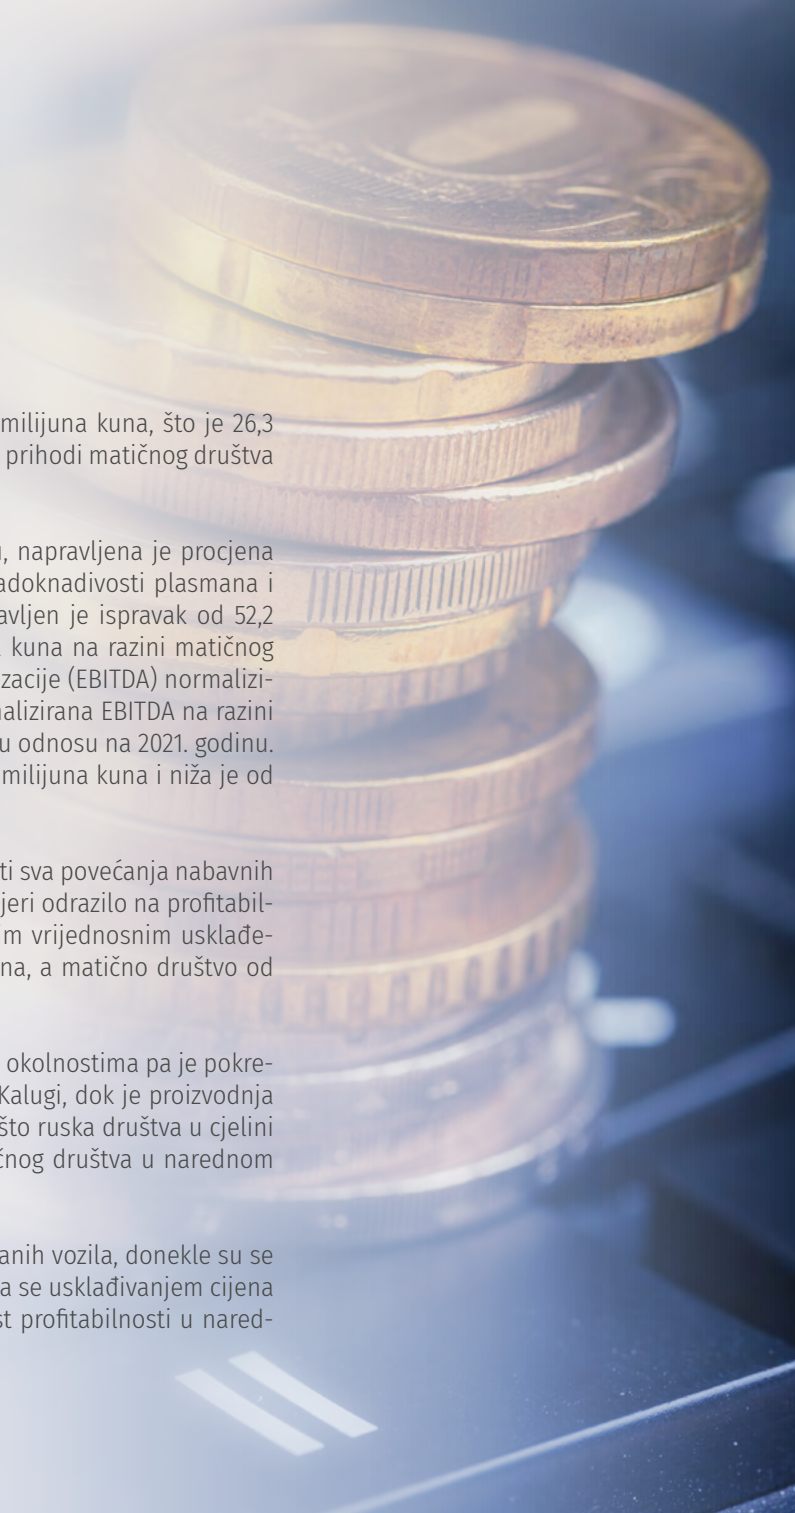 milijuna kuna, što je 26,3
prihodi matičnog društva
, napravljena je procjena
adoknadivosti plasmana i
avljen je ispravak od 52,2
kuna na razini matičnog
zacije (EBITDA) normalizi-
nalizirana EBITDA na razini
u odnosu na 2021. godinu.
milijuna kuna i niža je od
ti sva povećanja nabavnih
jeri odrazilo na profitabil-
im vrijednosnim usklađe-
na, a matično društvo od
okolnostima pa je pokre-
Kalugi, dok je proizvodnja
što ruska društva u cjelini
čnog društva u narednom
anih vozila, donekle su se
a se usklađivanjem cijena
st profitabilnosti u nared-